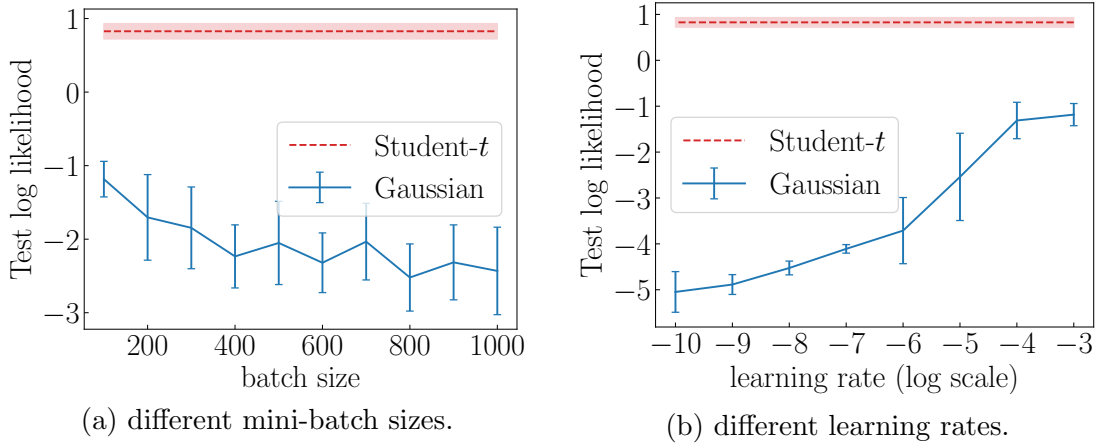 1
0
−1
−2
−3
Test log likelihood
Student-t
Gaussian
200 400 600 800 1000
batch size
(a) different mini-batch sizes.
1
0
−1
−2
−3
−4
−5
Test log likelihood
Student-t
Gaussian
−10 −9 −8 −7 −6 −5 −4 −3
learning rate (log scale)
(b) different learning rates.